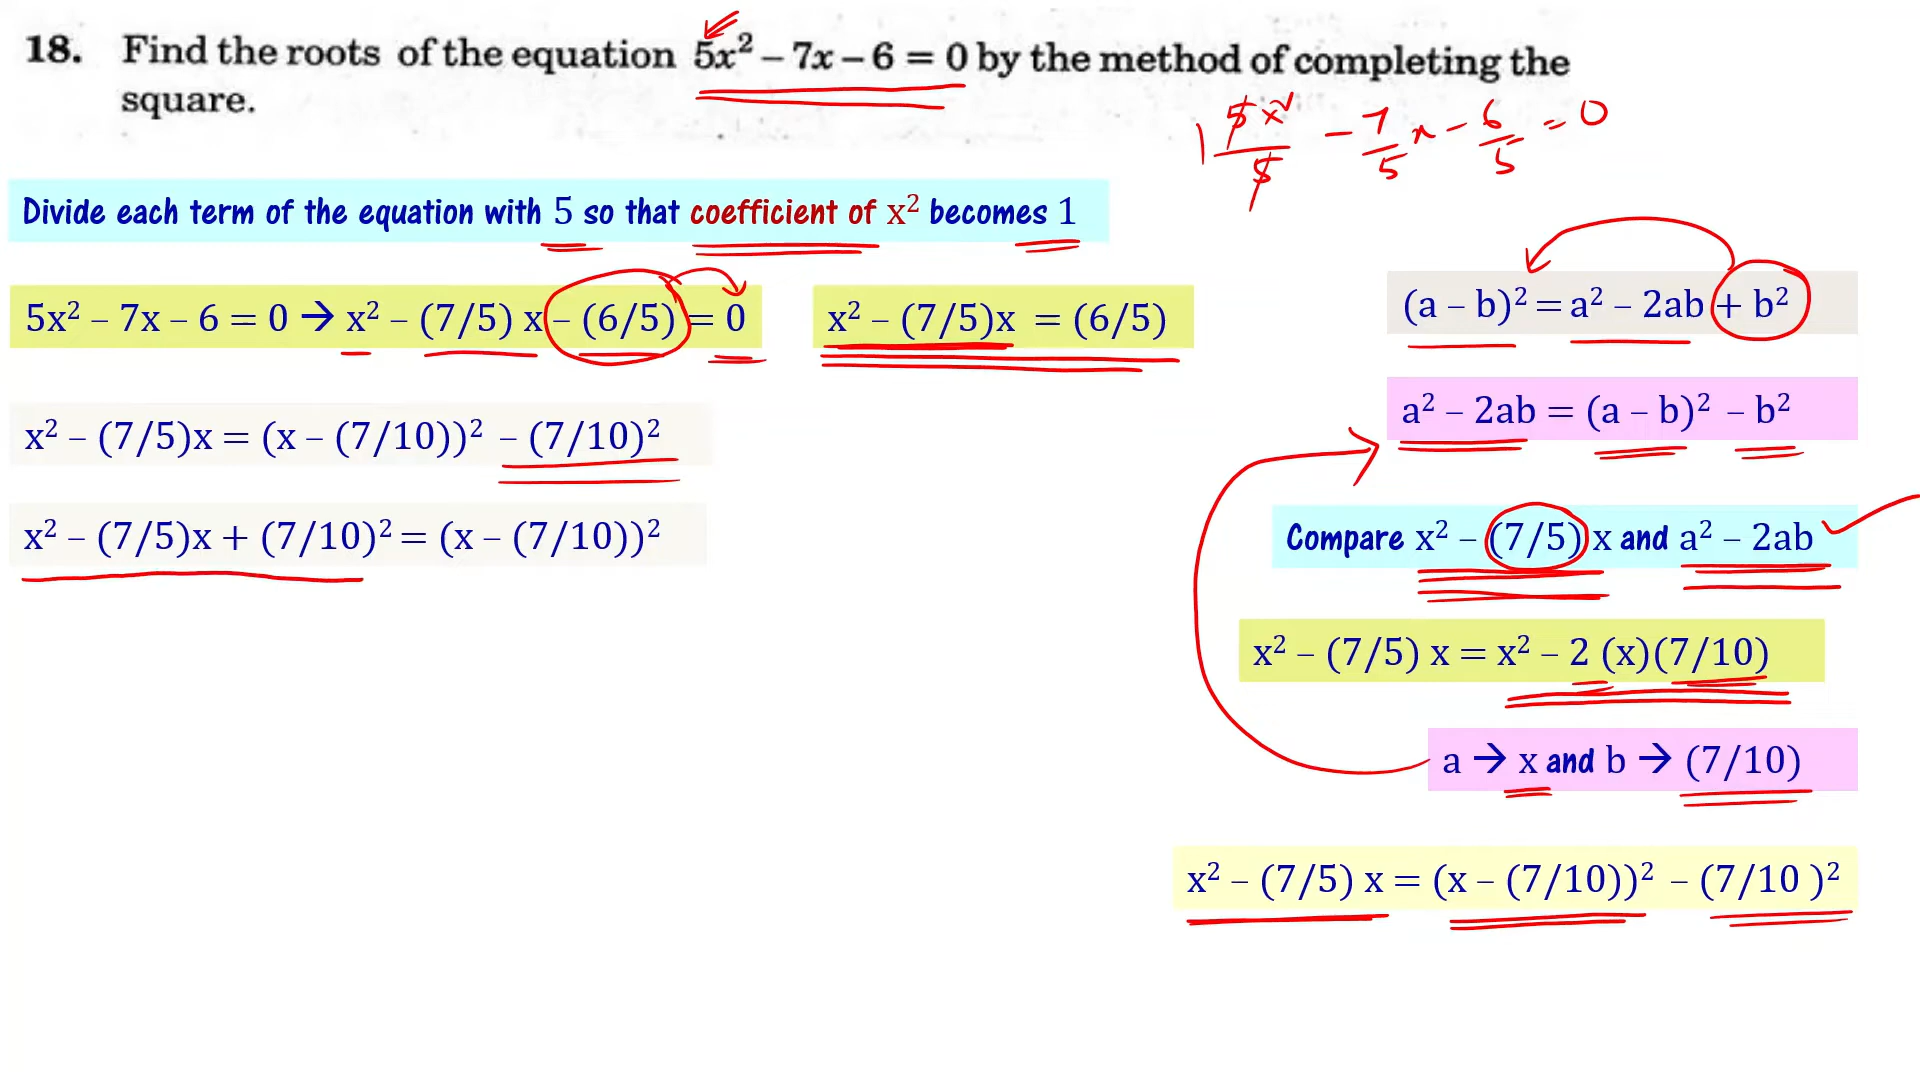 18. Find the roots of the equation 5x² – 7x – 6 = 0 by the method of completing the
square.
1 5x²/5 – 7/5 x – 6/5 = 0
Divide each term of the equation with 5 so that coefficient of x² becomes 1
5x² – 7x – 6 = 0 → x² – (7/5) x – (6/5) = 0
x² – (7/5)x = (6/5)
(a – b)² = a² – 2ab + b²
x² – (7/5)x = (x – (7/10))² – (7/10)²
a² – 2ab = (a – b)² – b²
x² – (7/5)x + (7/10)² = (x – (7/10))²
Compare x² – (7/5) x and a² – 2ab
x² – (7/5) x = x² – 2 (x)(7/10)
a → x and b → (7/10)
x² – (7/5) x = (x – (7/10))² – (7/10 )²